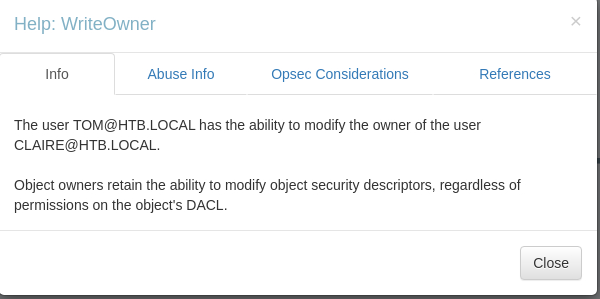 Help: WriteOwner
×
Info
Abuse Info
Opsec Considerations
References
The user TOM@HTB.LOCAL has the ability to modify the owner of the user
CLAIRE@HTB.LOCAL.
Object owners retain the ability to modify object security descriptors, regardless of
permissions on the object's DACL.
Close